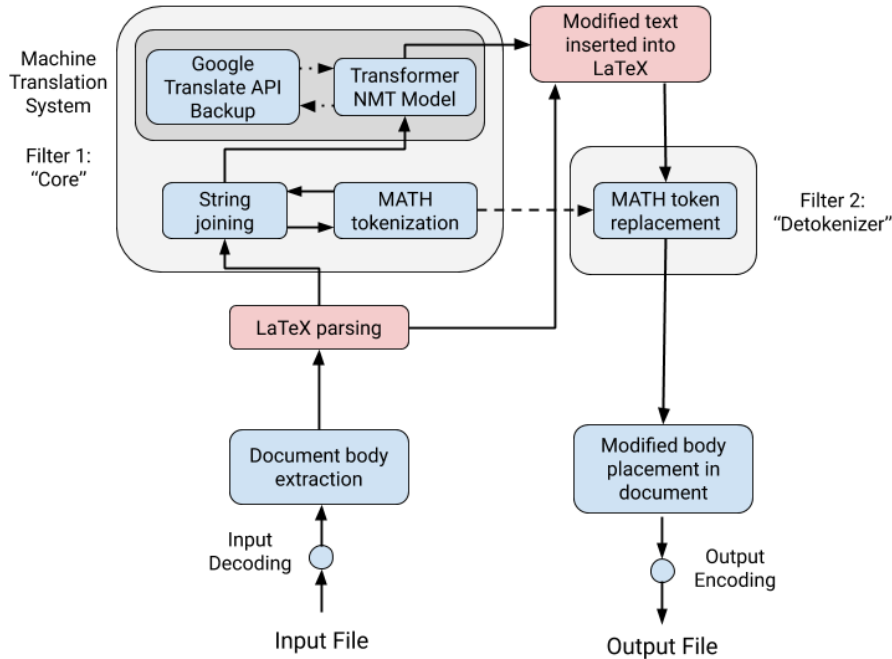 Machine
Translation
System
Google
Translate API
Backup
Transformer
NMT Model
Modified text
inserted into
LaTeX
Filter 1:
“Core”
String
joining
MATH
tokenization
MATH token
replacement
Filter 2:
“Detokenizer”
LaTeX parsing
Document body
extraction
Modified body
placement in
document
Input
Decoding
Output
Encoding
Input File
Output File